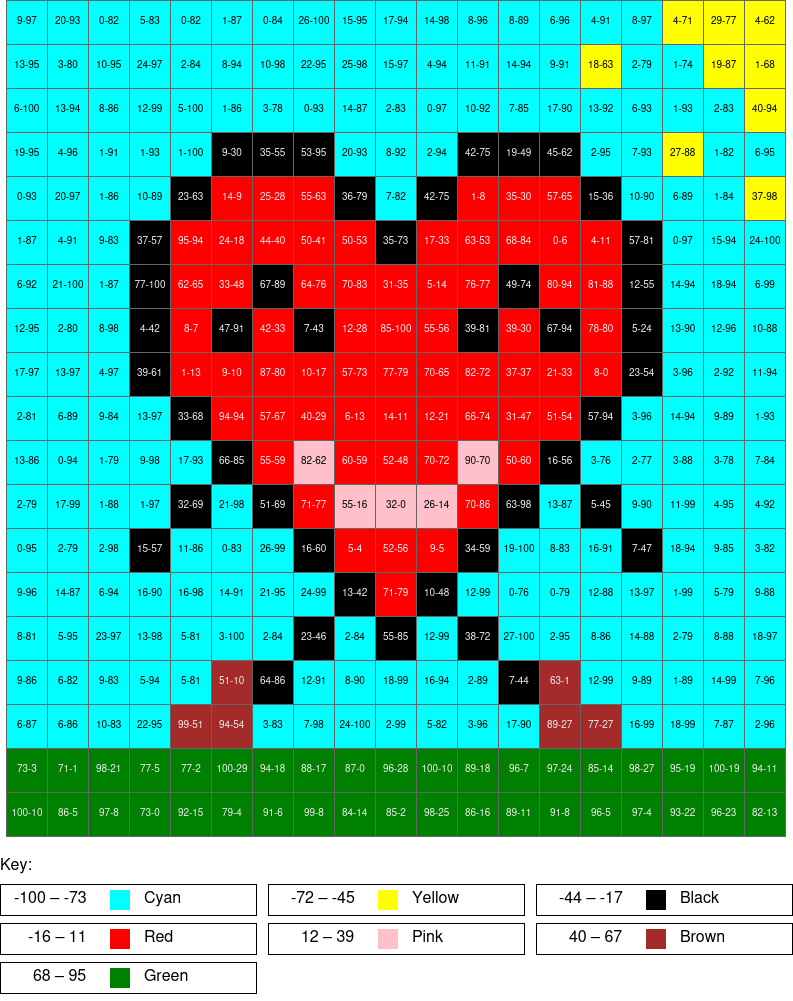 9-97 20-93 0-82 5-83 0-82 1-87 0-84 26-100 15-95 17-94 14-98 8-96 8-89 6-96 4-91 8-97 4-71 29-77 4-62
13-95 3-80 10-95 24-97 2-84 8-94 10-98 22-95 25-98 15-97 4-94 11-91 14-94 9-91 18-63 2-79 1-74 19-87 1-68
6-100 13-94 8-86 12-99 5-100 1-86 3-78 0-93 14-87 2-83 0-97 10-92 7-85 17-90 13-92 6-93 1-93 2-83 40-94
19-95 4-96 1-91 1-93 1-100 9-30 35-55 53-95 20-93 8-92 2-94 42-75 19-49 45-62 2-95 7-93 27-88 1-82 6-95
0-93 20-97 1-86 10-89 23-63 14-9 25-28 55-63 36-79 7-82 42-75 1-8 35-30 57-65 15-36 10-90 6-89 1-84 37-98
1-87 4-91 9-83 37-57 95-94 24-18 44-40 50-41 50-53 35-73 17-33 63-53 68-84 0-6 4-11 57-81 0-97 15-94 24-100
6-92 21-100 1-87 77-100 62-65 33-48 67-89 64-76 70-83 31-35 5-14 76-77 49-74 80-94 81-88 12-55 14-94 18-94 6-99
12-95 2-80 8-98 4-42 8-7 47-91 42-33 7-43 12-28 85-100 55-56 39-81 39-30 67-94 78-80 5-24 13-90 12-96 10-88
17-97 13-97 4-97 39-61 1-13 9-10 87-80 10-17 57-73 77-79 70-65 82-72 37-37 21-33 8-0 23-54 3-96 2-92 11-94
2-81 6-89 9-84 13-97 33-68 94-94 57-67 40-29 6-13 14-11 12-21 66-74 31-47 51-54 57-94 3-96 14-94 9-89 1-93
13-86 0-94 1-79 9-98 17-93 66-85 55-59 82-62 60-59 52-48 70-72 90-70 50-60 16-56 3-76 2-77 3-88 3-78 7-84
2-79 17-99 1-88 1-97 32-69 21-98 51-69 71-77 55-16 32-0 26-14 70-86 63-98 13-87 5-45 9-90 11-99 4-95 4-92
0-95 2-79 2-98 15-57 11-86 0-83 26-99 16-60 5-4 52-56 9-5 34-59 19-100 8-83 16-91 7-47 18-94 9-85 3-82
9-96 14-87 6-94 16-90 16-98 14-91 21-95 24-99 13-42 71-79 10-48 12-99 0-76 0-79 12-88 13-97 1-99 5-79 9-88
8-81 5-95 23-97 13-98 5-81 3-100 2-84 23-46 2-84 55-85 12-99 38-72 27-100 2-95 8-86 14-88 2-79 8-88 18-97
9-86 6-82 9-83 5-94 5-81 51-10 64-86 12-91 8-90 18-99 16-94 2-89 7-44 63-1 12-99 9-89 1-89 14-99 7-96
6-87 6-86 10-83 22-95 99-51 94-54 3-83 7-98 24-100 2-99 5-82 3-96 17-90 89-27 77-27 16-99 18-99 7-87 2-96
73-3 71-1 98-21 77-5 77-2 100-29 94-18 88-17 87-0 96-28 100-10 89-18 96-7 97-24 85-14 98-27 95-19 100-19 94-11
100-10 86-5 97-8 73-0 92-15 79-4 91-6 99-8 84-14 85-2 98-25 86-16 89-11 91-8 96-5 97-4 93-22 96-23 82-13
Key:
-100 – -73 Cyan -72 – -45 Yellow -44 – -17 Black
-16 – 11 Red 12 – 39 Pink 40 – 67 Brown
68 – 95 Green